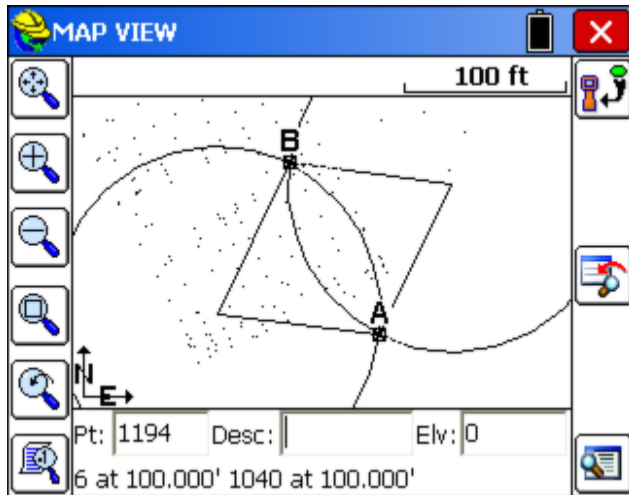 MAP VIEW
100 ft
B
A
N
E
Pt: 1194 Desc: Elv: 0
6 at 100.000' 1040 at 100.000'